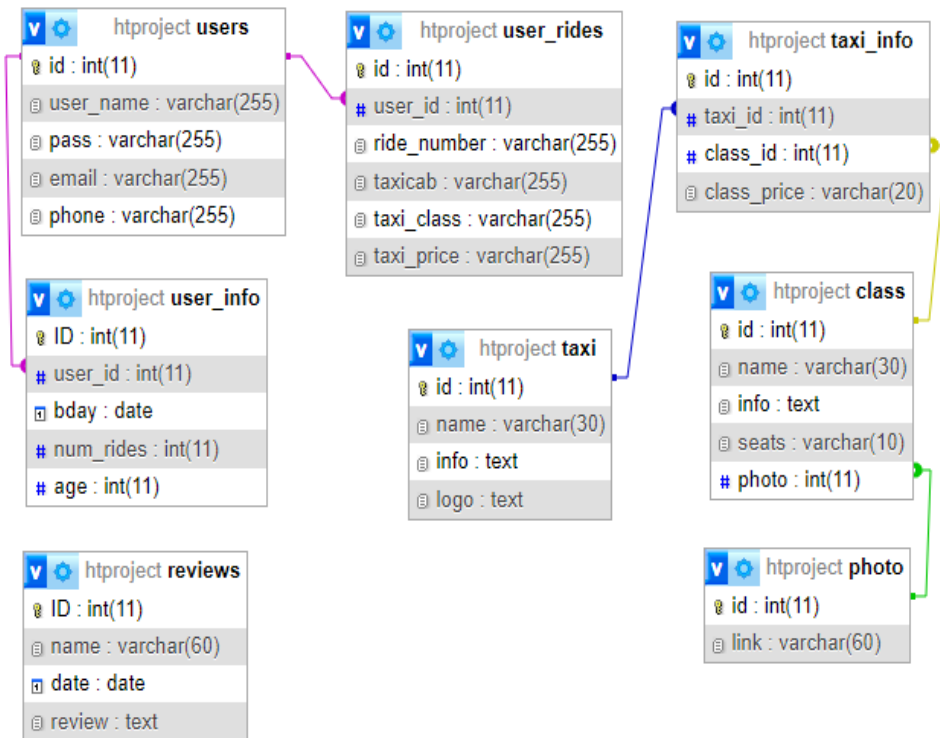 htproject users
id : int(11)
user_name : varchar(255)
pass : varchar(255)
email : varchar(255)
phone : varchar(255)
htproject user_rides
id : int(11)
user_id : int(11)
ride_number : varchar(255)
taxicab : varchar(255)
taxi_class : varchar(255)
taxi_price : varchar(255)
htproject taxi_info
id : int(11)
taxi_id : int(11)
class_id : int(11)
class_price : varchar(20)
htproject user_info
ID : int(11)
user_id : int(11)
bday : date
num_rides : int(11)
age : int(11)
htproject taxi
id : int(11)
name : varchar(30)
info : text
logo : text
htproject class
id : int(11)
name : varchar(30)
info : text
seats : varchar(10)
photo : int(11)
htproject reviews
ID : int(11)
name : varchar(60)
date : date
review : text
htproject photo
id : int(11)
link : varchar(60)